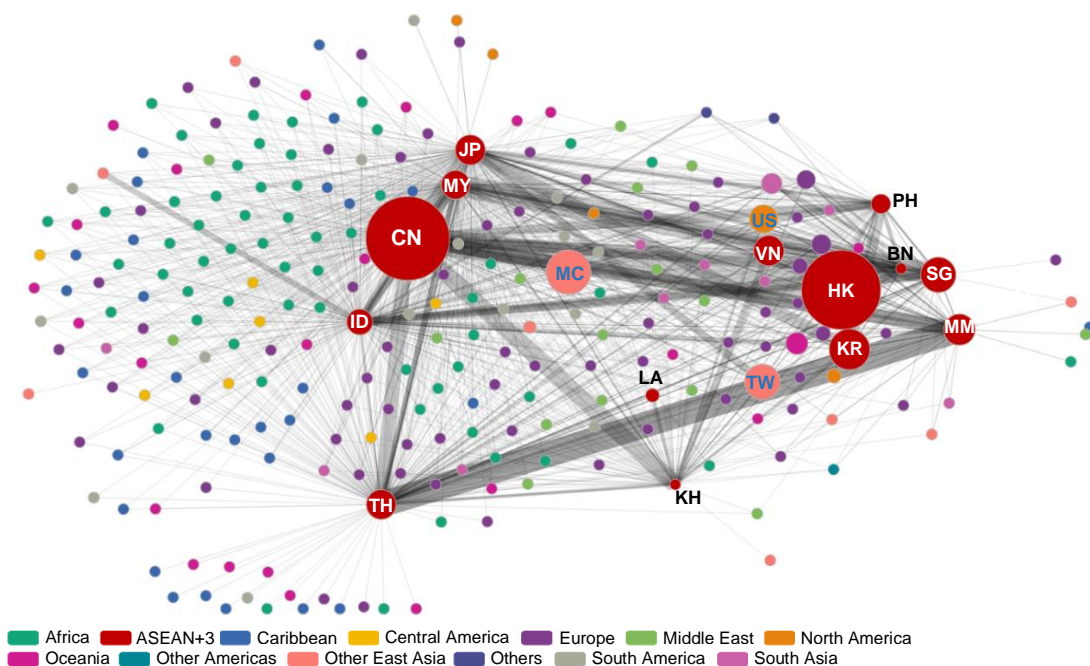 JP
MY
PH
US
CN
VN
BN
MC
SG
HK
ID
MM
KR
LA
TW
KH
TH
Africa ASEAN+3 Caribbean Central America Europe Middle East North America
Oceania Other Americas Other East Asia Others South America South Asia